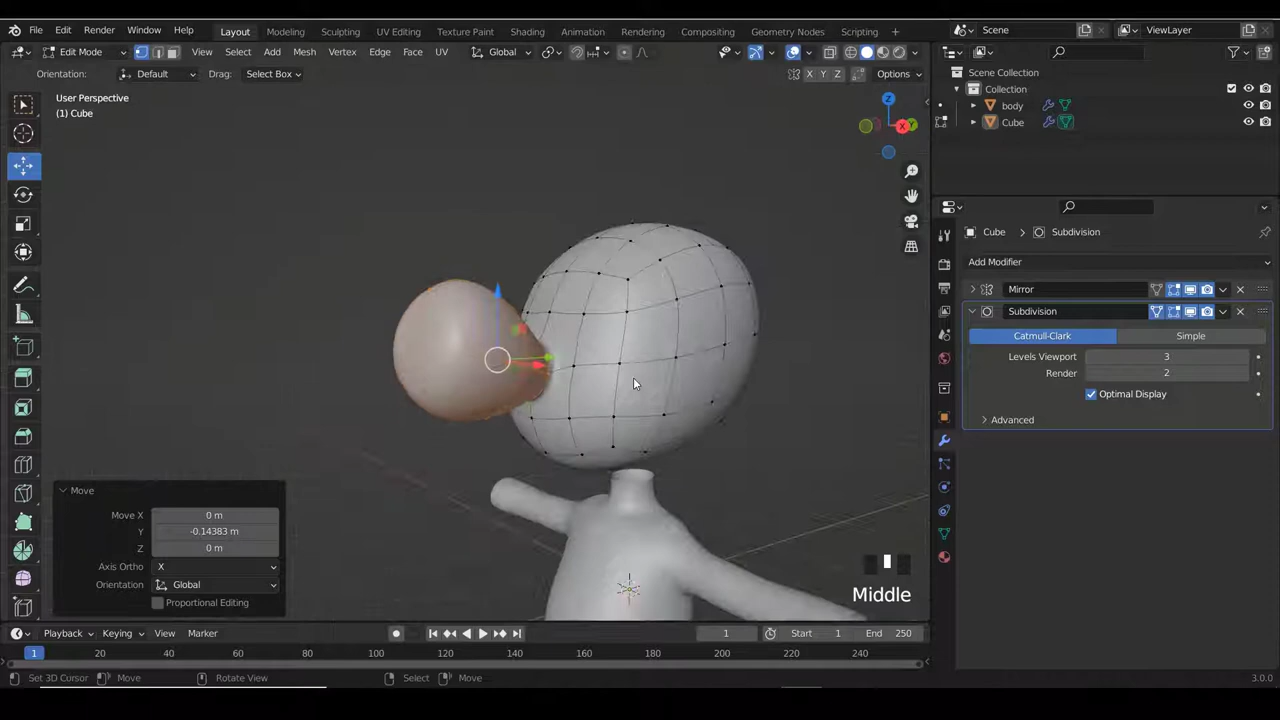 File Edit Render Window Help Layout Modeling Sculpting UV Editing Texture Paint Shading Animation Rendering Compositing Geometry Nodes Scripting + Scene ViewLayer
Edit Mode View Select Add Mesh Vertex Edge Face UV Global
Orientation: Default Drag: Select Box X Y Z Options
Scene Collection
Collection
body
Cube
User Perspective
(1) Cube
Z
X
Y
Cube Subdivision
Add Modifier
Mirror
Subdivision
Catmull-Clark Simple
Levels Viewport 3
Render 2
Optimal Display
Advanced
Move
Move X 0 m
Y -0.14383 m
Z 0 m
Axis Ortho X
Orientation Global
Proportional Editing
Middle
Playback Keying View Marker 1 Start 1 End 250
1 20 40 60 80 100 120 140 160 180 200 220 240
Set 3D Cursor Move Rotate View Select Move 3.0.0